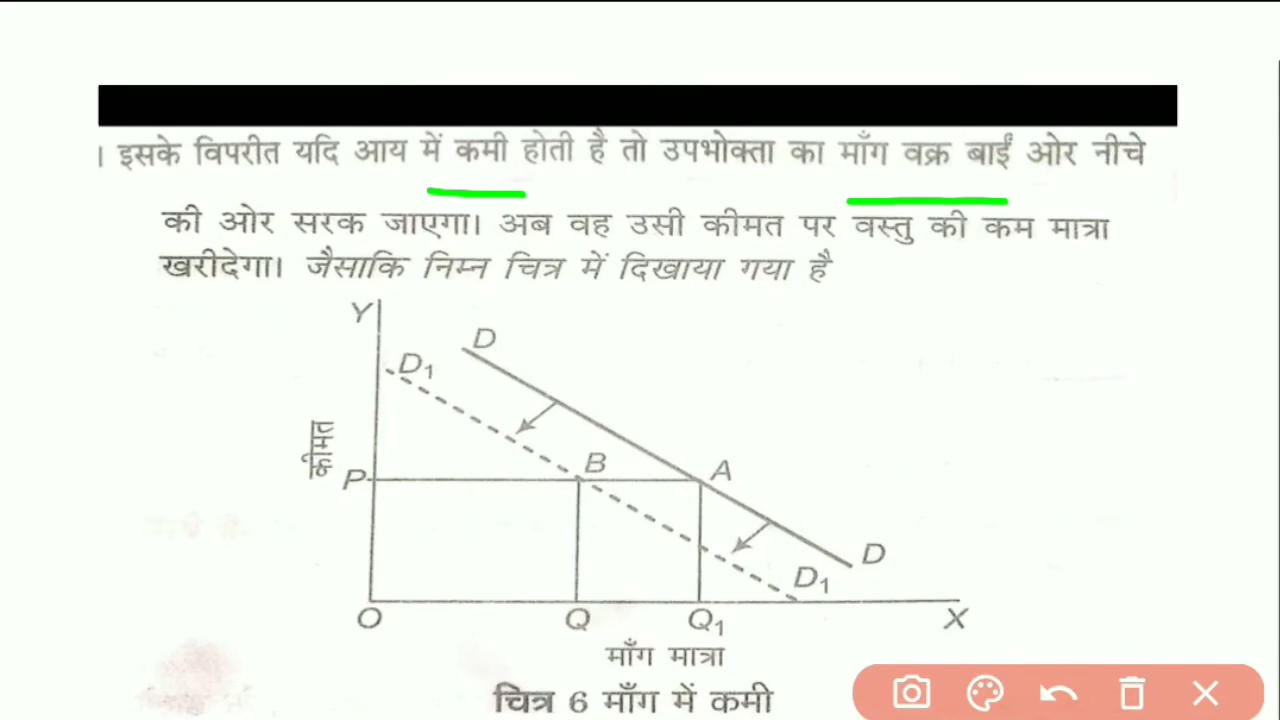 । इसके विपरीत यदि आय में कमी होती है तो उपभोक्ता का माँग वक्र बाईं ओर नीचे
की ओर सरक जाएगा। अब वह उसी कीमत पर वस्तु की कम मात्रा
खरीदेगा। जैसाकि निम्न चित्र में दिखाया गया है
Y
D
D₁
कीमत
B
A
P
D
D₁
O
Q
Q₁
X
माँग मात्रा
चित्र 6 माँग में कमी